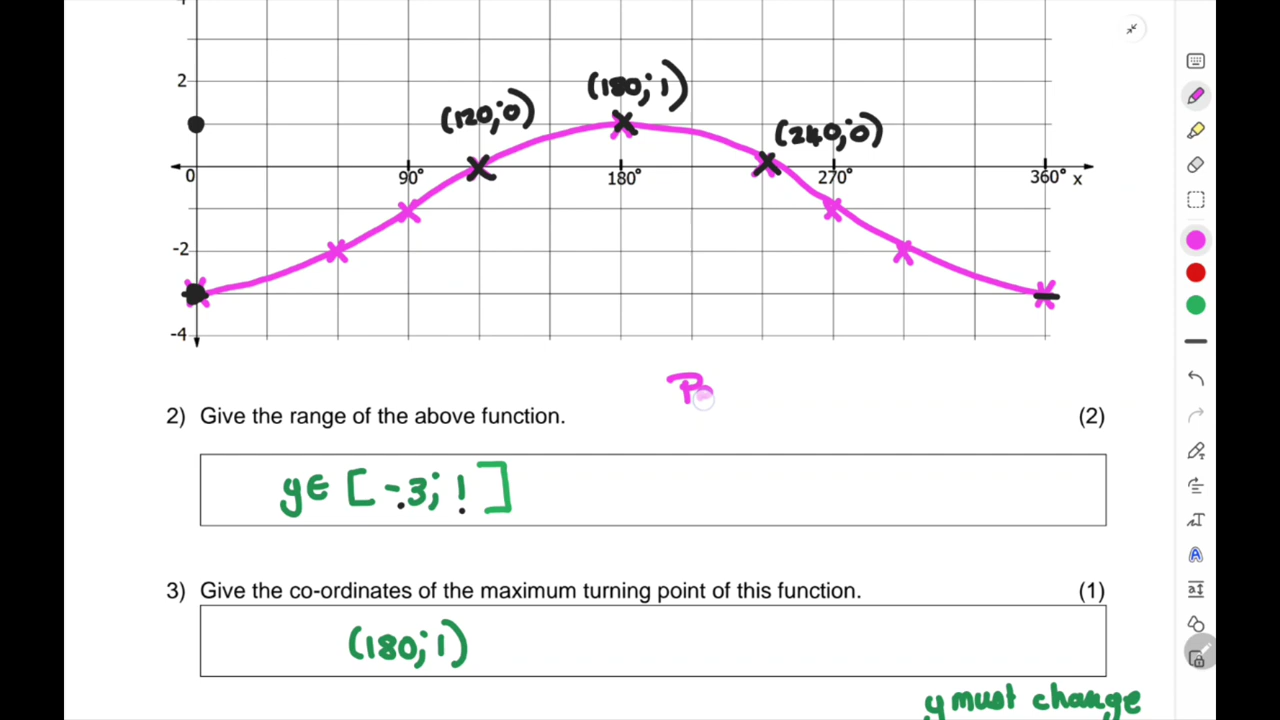 4
2
(120;0)
(180;1)
(240;0)
0
90°
180°
270°
360° x
-2
-4
2) Give the range of the above function. (2)
y∈ [-3; 1]
3) Give the co-ordinates of the maximum turning point of this function. (1)
(180; 1)
y must change